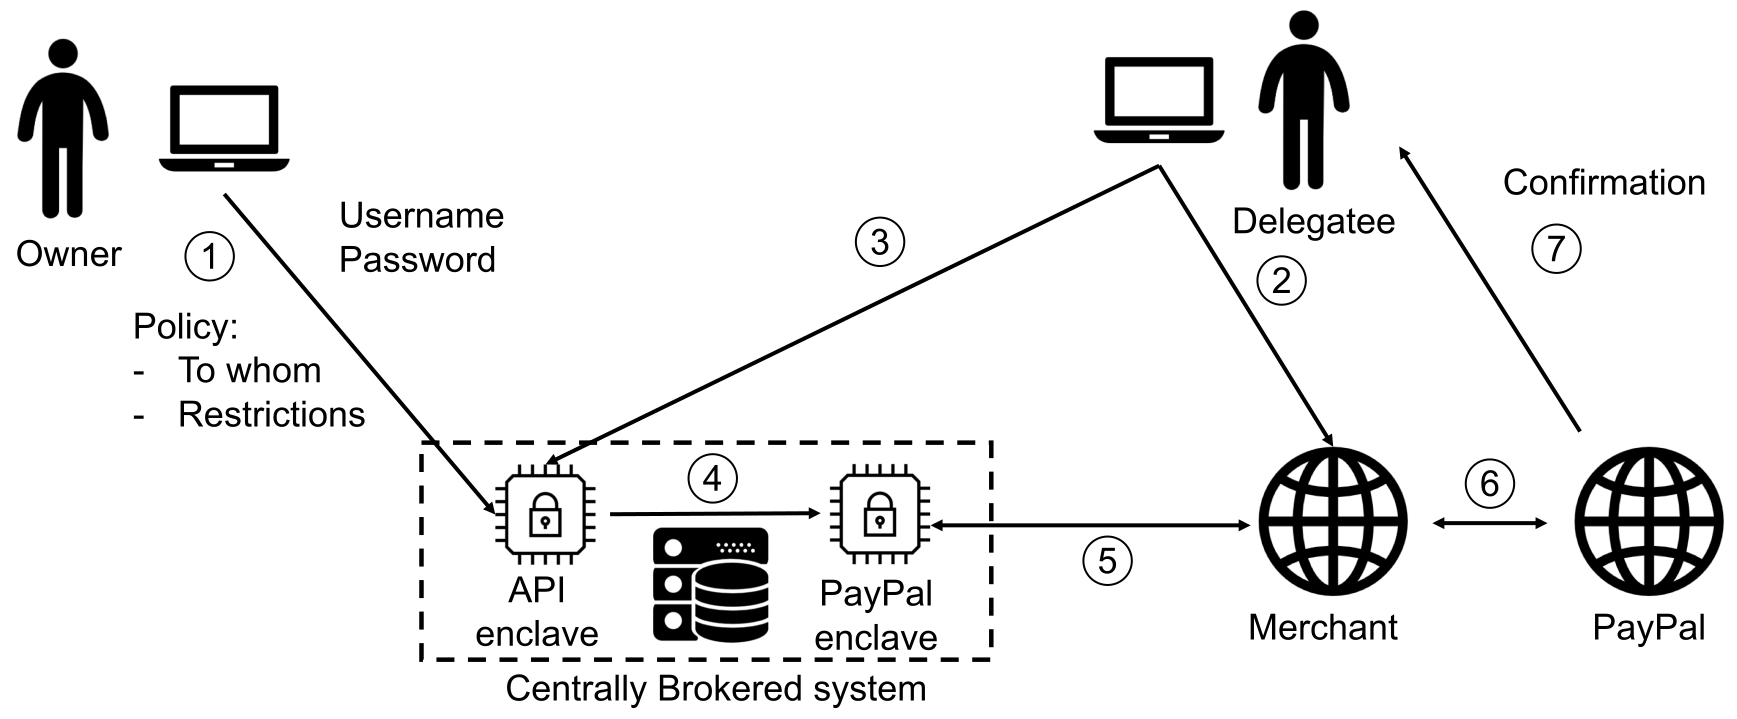 Owner
1
Username
Password
Policy:
- To whom
- Restrictions
3
Delegatee
2
Confirmation
7
4
API
enclave
PayPal
enclave
5
6
Merchant
PayPal
Centrally Brokered system